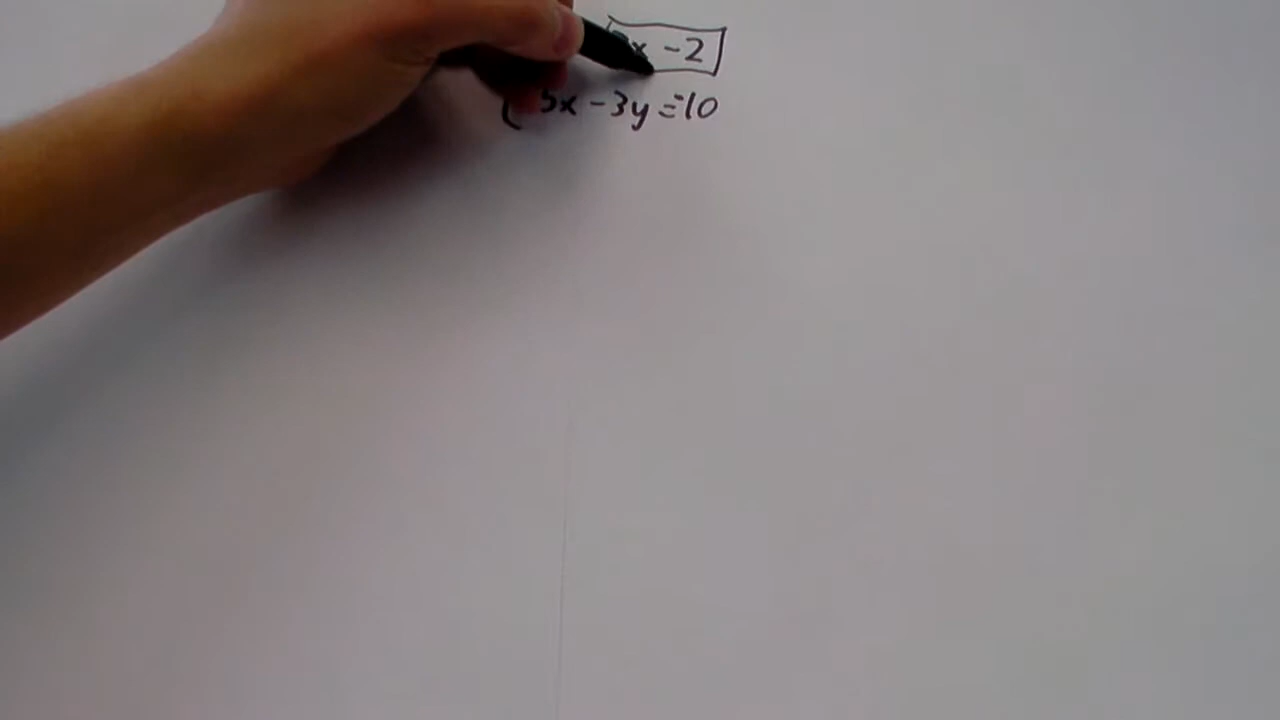 x - 2
5x - 3y = 10